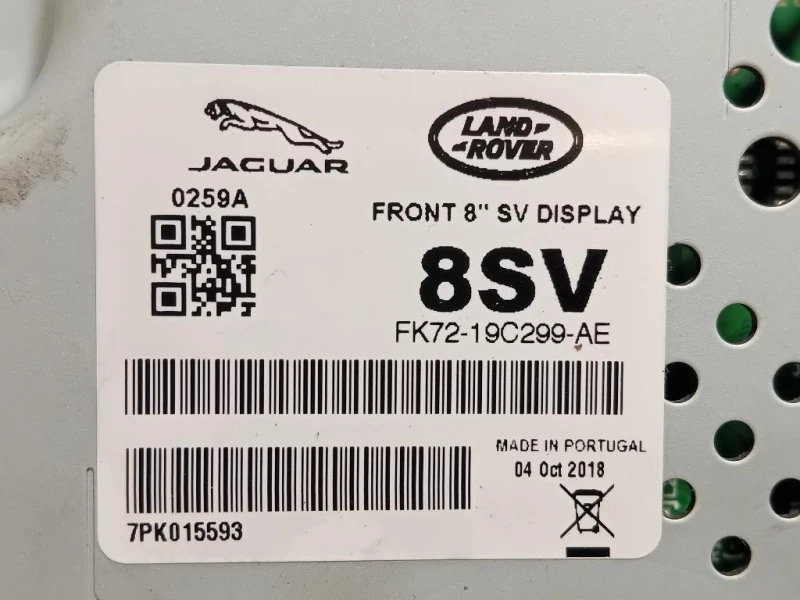 JAGUAR
LAND
ROVER
0259A
FRONT 8" SV DISPLAY
8SV
FK72-19C299-AE
MADE IN PORTUGAL
04 Oct 2018
7PK015593